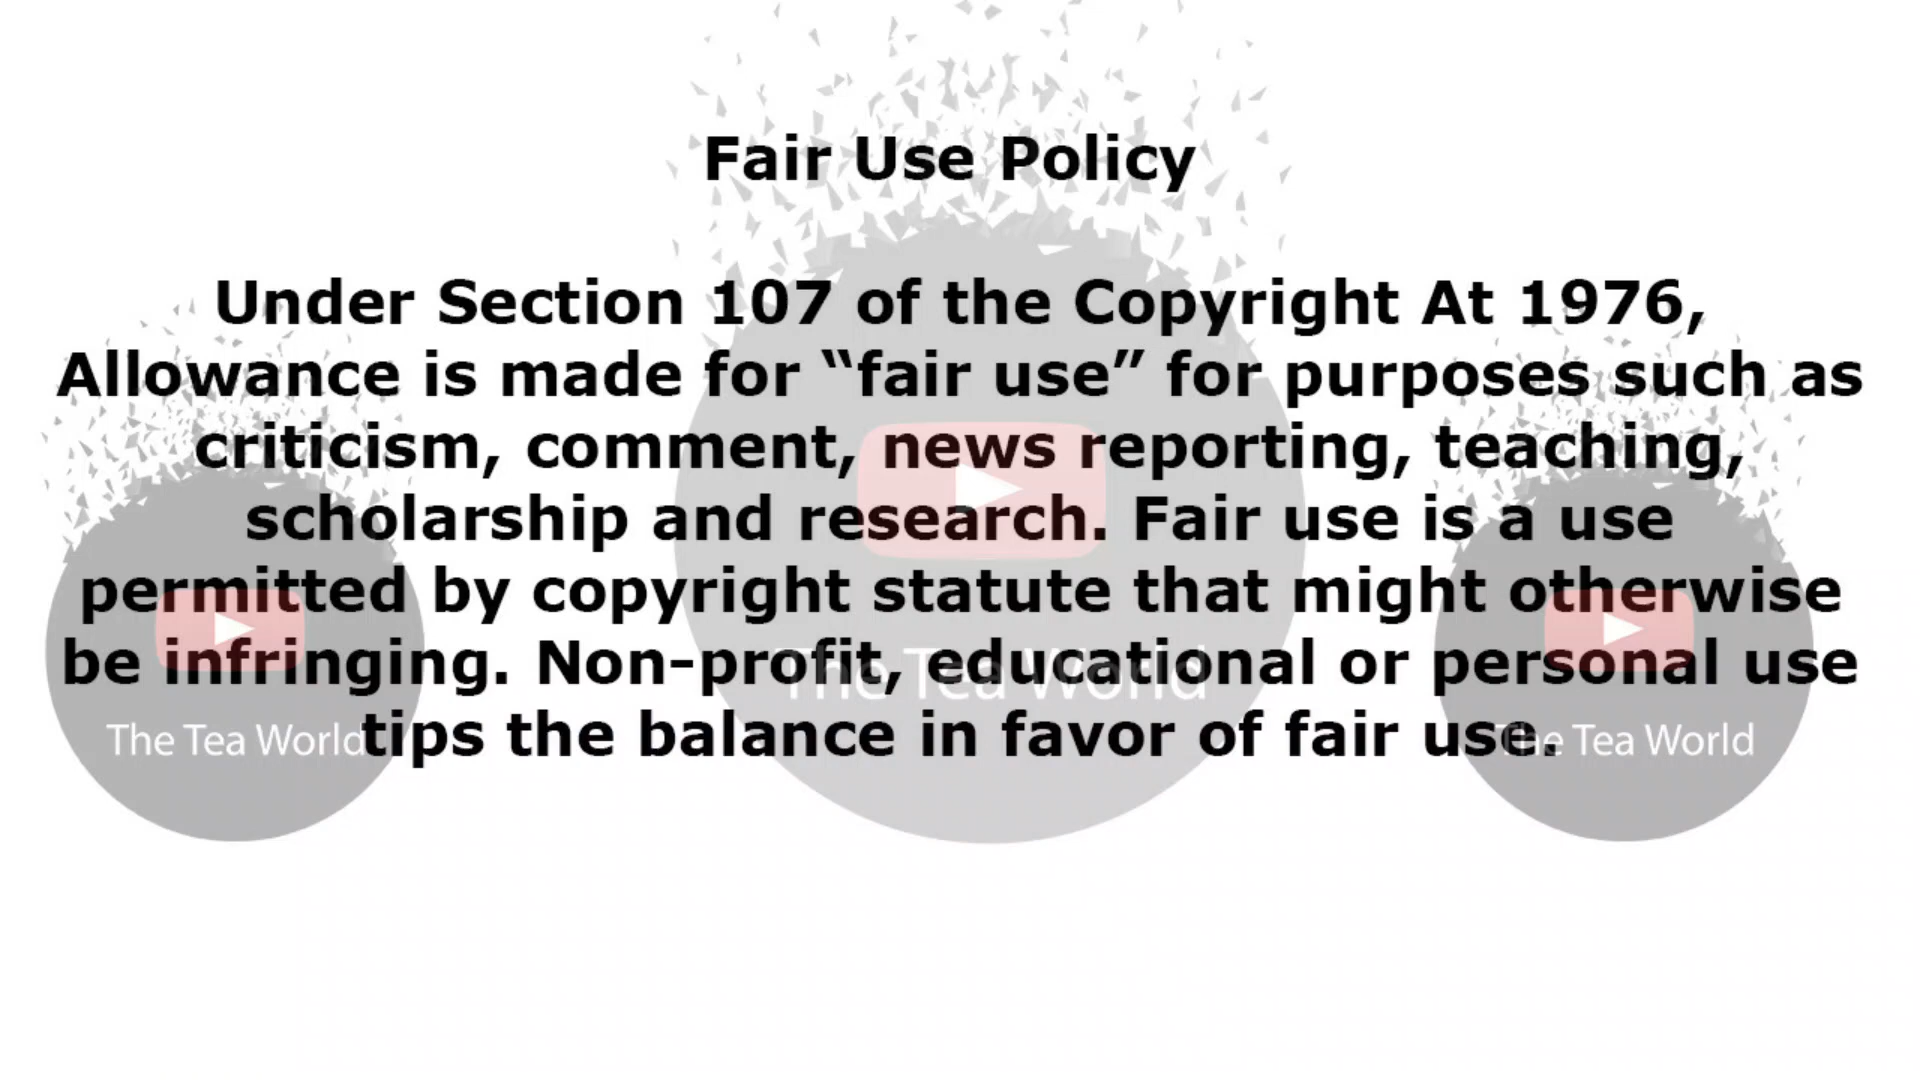 Fair Use Policy
Under Section 107 of the Copyright At 1976,
Allowance is made for “fair use” for purposes such as
criticism, comment, news reporting, teaching,
scholarship and research. Fair use is a use
permitted by copyright statute that might otherwise
be infringing. Non-profit, educational or personal use
tips the balance in favor of fair use.
The Tea World
The Tea World
The Tea World